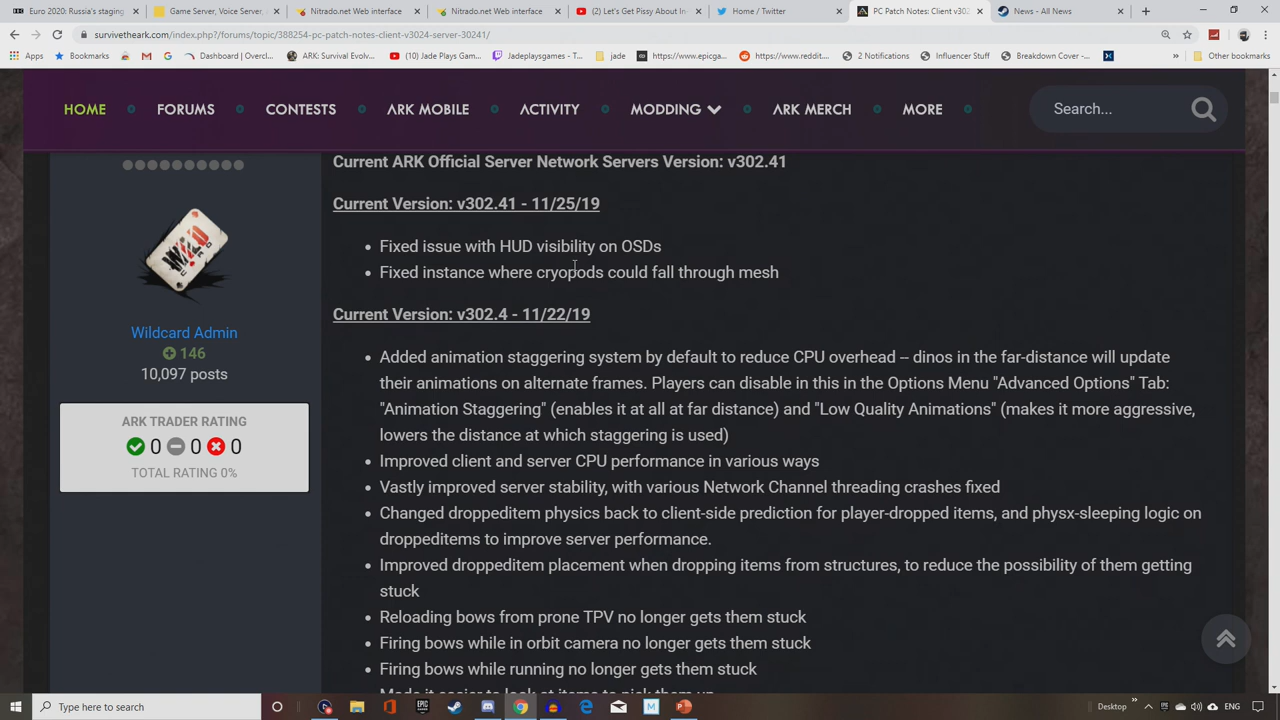 Euro 2020: Russia's staging
Game Server, Voice Server,
Nitrado.net Web interface
Nitrado.net Web interface
(2) Let's Get Pissy About In
Home / Twitter
PC Patch Notes: Client v302
News - All News
survivetheark.com/index.php?/forums/topic/388254-pc-patch-notes-client-v3024-server-30241/
Apps
Bookmarks
Dashboard | Overcl...
ARK: Survival Evolv...
(10) Jade Plays Gam...
Jadeplaysgames - T...
jade
https://www.epicga...
https://www.reddit....
2 Notifications
Influencer Stuff
Breakdown Cover -...
Other bookmarks
HOME
FORUMS
CONTESTS
ARK MOBILE
ACTIVITY
MODDING
ARK MERCH
MORE
Search...
Current ARK Official Server Network Servers Version: v302.41
Current Version: v302.41 - 11/25/19
Fixed issue with HUD visibility on OSDs
Fixed instance where cryopods could fall through mesh
WILD
CARD
Wildcard Admin
146
10,097 posts
ARK TRADER RATING
0 0 0
TOTAL RATING 0%
Current Version: v302.4 - 11/22/19
Added animation staggering system by default to reduce CPU overhead -- dinos in the far-distance will update
their animations on alternate frames. Players can disable in this in the Options Menu "Advanced Options" Tab:
"Animation Staggering" (enables it at all at far distance) and "Low Quality Animations" (makes it more aggressive,
lowers the distance at which staggering is used)
Improved client and server CPU performance in various ways
Vastly improved server stability, with various Network Channel threading crashes fixed
Changed droppeditem physics back to client-side prediction for player-dropped items, and physx-sleeping logic on
droppeditems to improve server performance.
Improved droppeditem placement when dropping items from structures, to reduce the possibility of them getting
stuck
Reloading bows from prone TPV no longer gets them stuck
Firing bows while in orbit camera no longer gets them stuck
Firing bows while running no longer gets them stuck
Made it easier to look at items to pick them up
Type here to search
Desktop
ENG